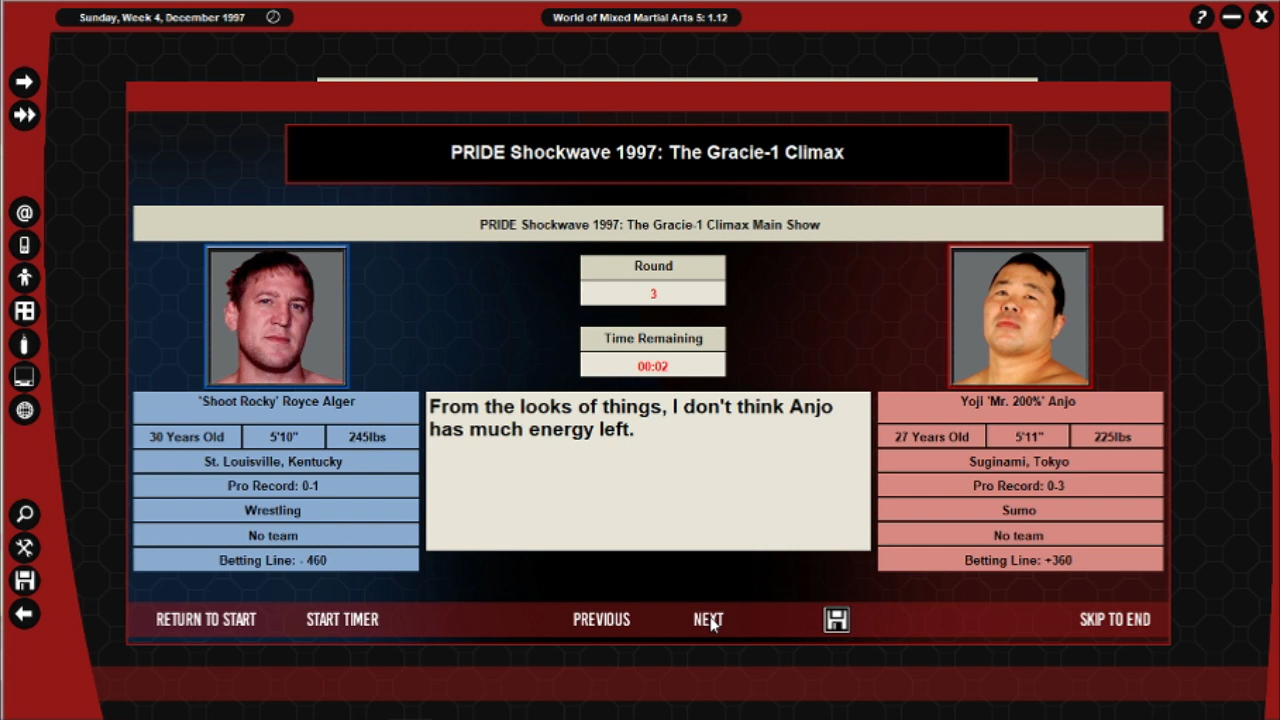 Sunday, Week 4, December 1997
World of Mixed Martial Arts 5: 1.12
?
X
@
PRIDE Shockwave 1997: The Gracie-1 Climax
PRIDE Shockwave 1997: The Gracie-1 Climax Main Show
Round
3
Time Remaining
00:02
'Shoot Rocky' Royce Alger
30 Years Old
5'10"
245lbs
St. Louisville, Kentucky
Pro Record: 0-1
Wrestling
No team
Betting Line: - 460
From the looks of things, I don't think Anjo
has much energy left.
Yoji 'Mr. 200%' Anjo
27 Years Old
5'11"
225lbs
Suginami, Tokyo
Pro Record: 0-3
Sumo
No team
Betting Line: +360
RETURN TO START
START TIMER
PREVIOUS
NEXT
SKIP TO END